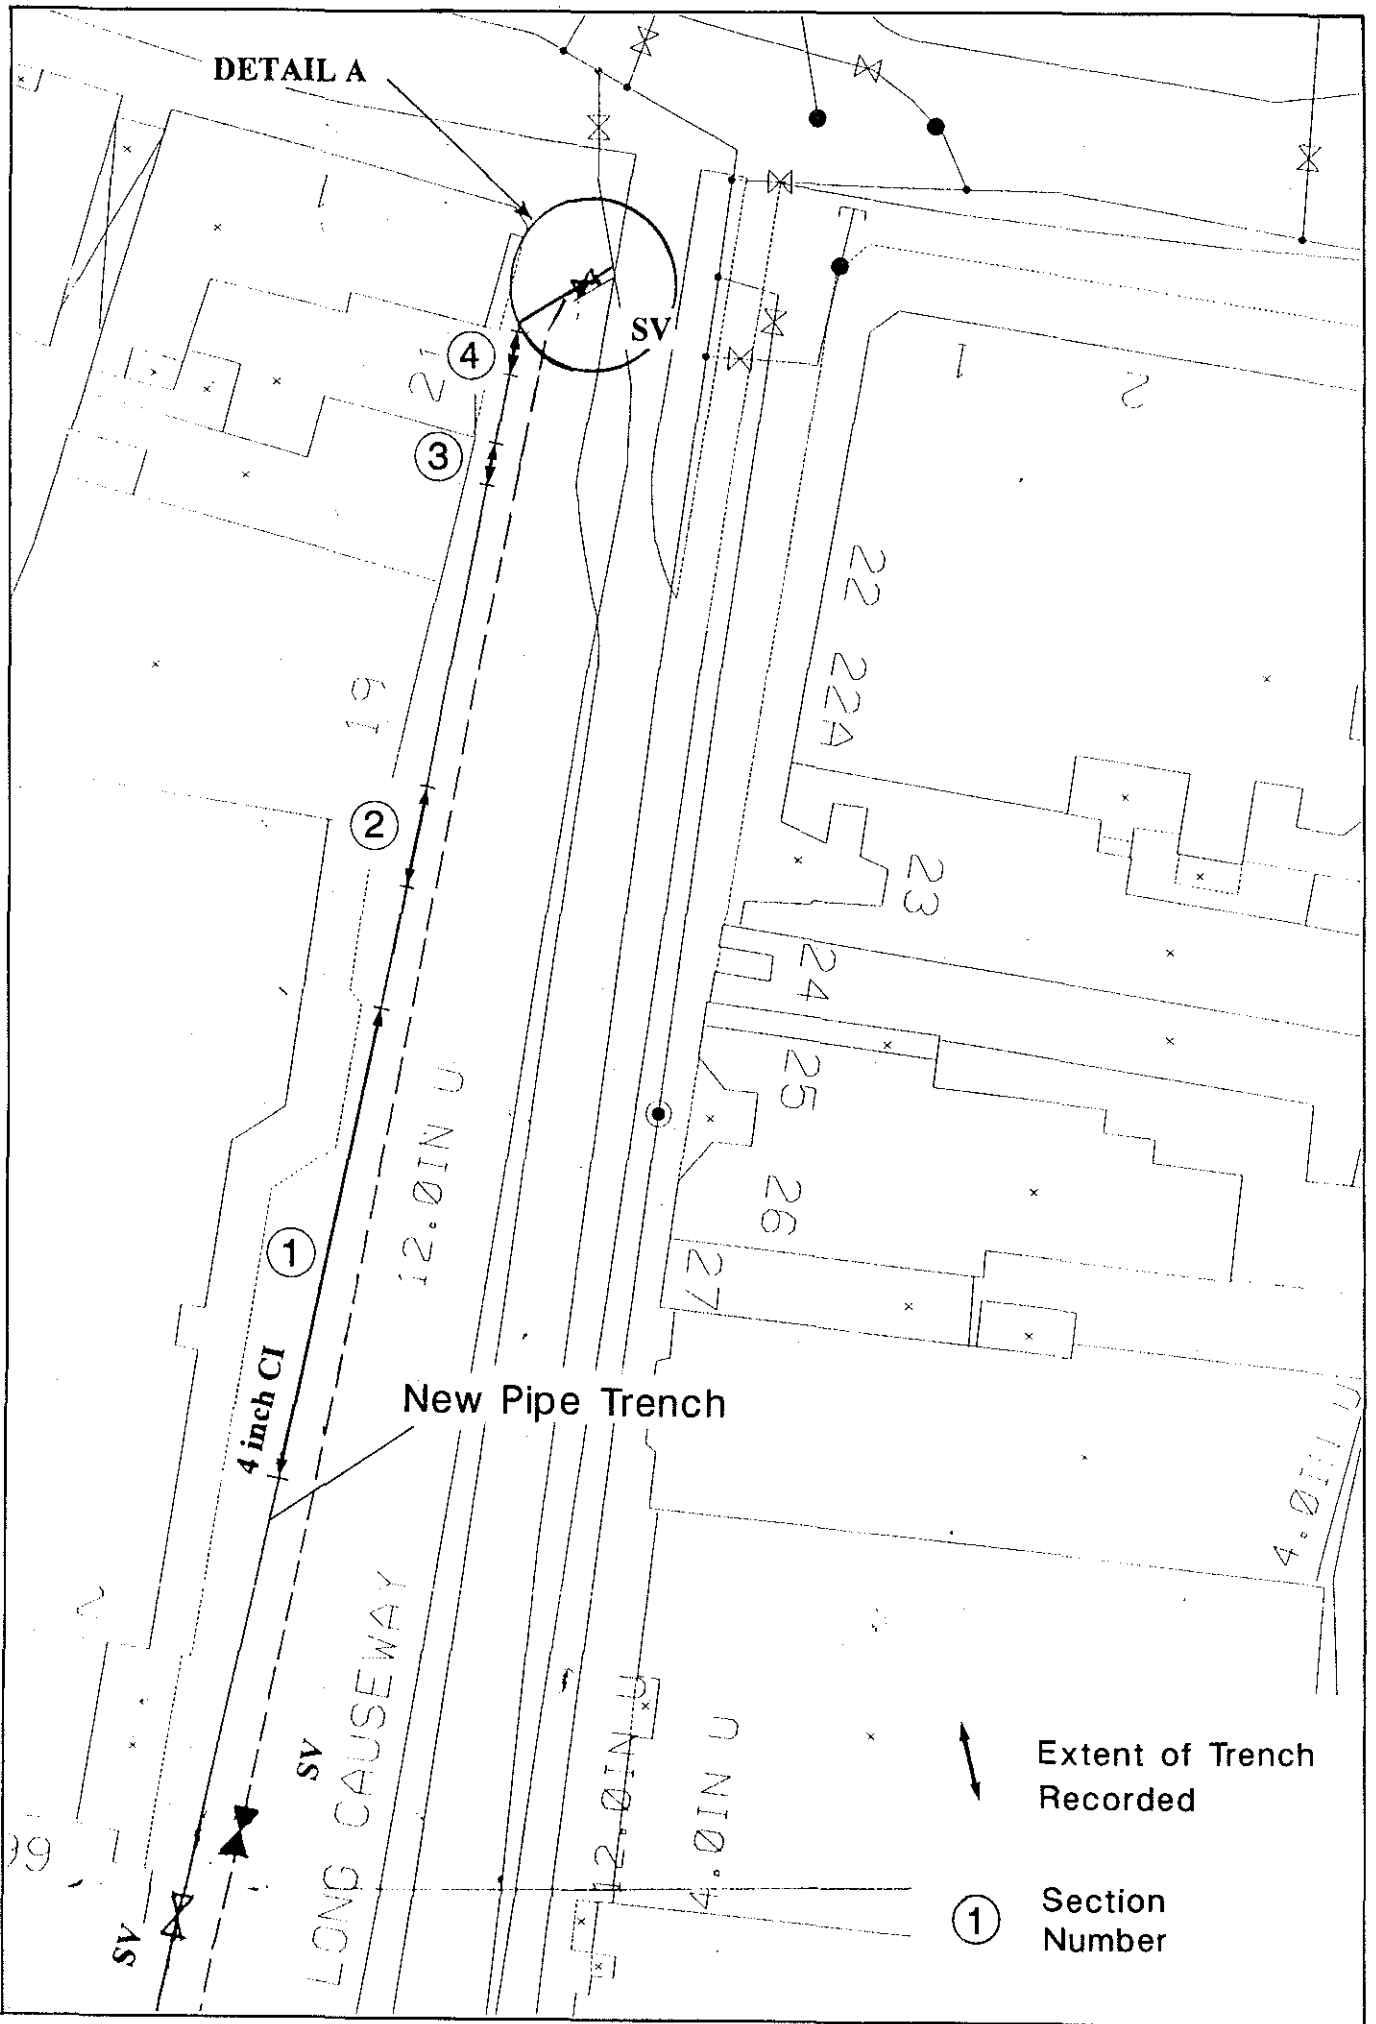 DETAIL A
SV
1
2
4
21
3
22 22A
19
2
23
24
25
12.0IN U
26
1
27
4 inch CI
New Pipe Trench
LONG CAUSEWAY
SV
12.0IN U
4.0IN U
Extent of Trench
Recorded
1
Section
Number
SV